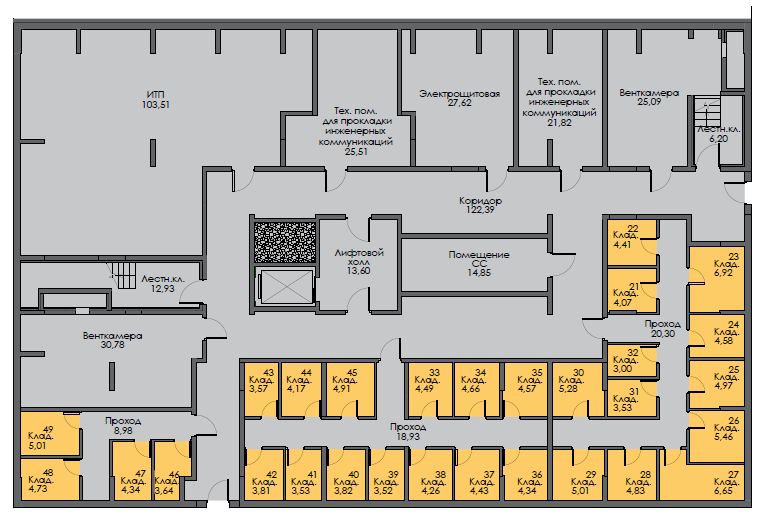 ИТП
103,51
Тех. пом.
для прокладки
инженерных
коммуникаций
25,51
Электрощитовая
27,62
Тех. пом.
для прокладки
инженерных
коммуникаций
21,82
Венткамера
25,09
Лестн.кл.
6,20
Коридор
122,39
Лифтовой
холл
13,60
Помещение
СС
14,85
Лестн.кл.
12,93
Венткамера
30,78
22
Клад.
4,41
21
Клад.
4,07
23
Клад.
6,92
Проход
20,30
24
Клад.
4,58
32
Клад.
3,00
31
Клад.
3,53
25
Клад.
4,97
26
Клад.
5,46
43
Клад.
3,57
44
Клад.
4,17
45
Клад.
4,91
33
Клад.
4,49
34
Клад.
4,66
35
Клад.
4,57
30
Клад.
5,28
Проход
8,98
Проход
18,93
49
Клад.
5,01
48
Клад.
4,73
47
Клад.
4,34
46
Клад.
3,64
42
Клад.
3,81
41
Клад.
3,53
40
Клад.
3,82
39
Клад.
3,52
38
Клад.
4,26
37
Клад.
4,43
36
Клад.
4,34
29
Клад.
5,01
28
Клад.
4,83
27
Клад.
6,65